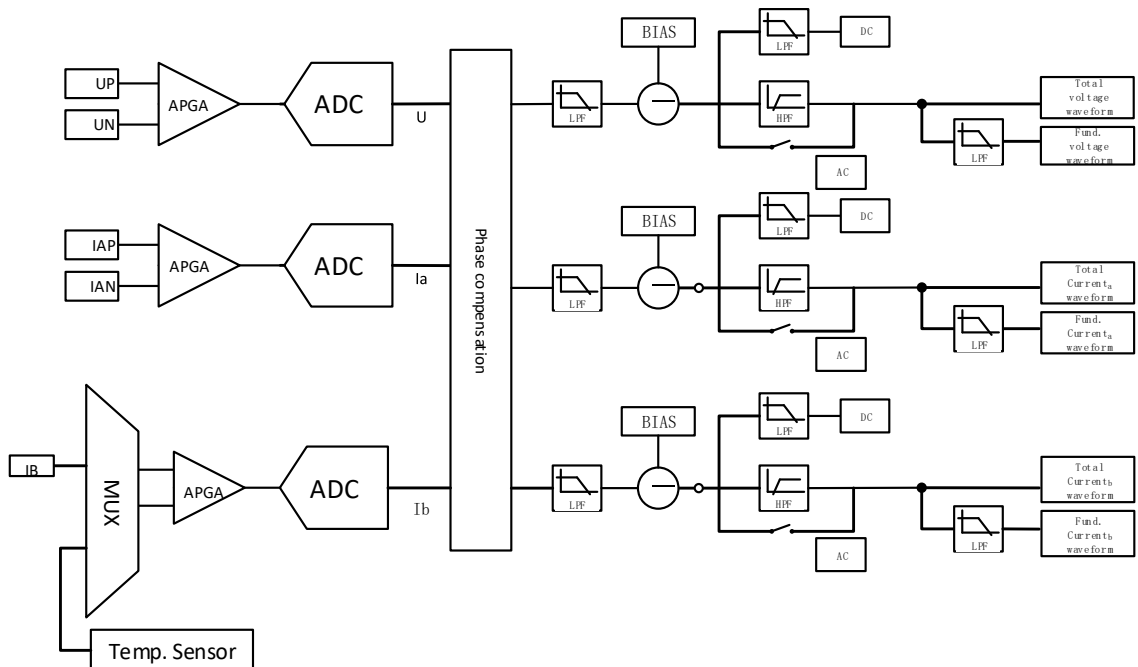 UP
UN
APGA
ADC
U
IAP
IAN
APGA
ADC
Ia
IB
MUX
APGA
ADC
Ib
Temp. Sensor
Phase compensation
LPF
BIAS
LPF
DC
HPF
AC
LPF
Total
voltage
waveform
Fund.
voltage
waveform
LPF
BIAS
LPF
DC
HPF
AC
LPF
Total
Currentₐ
waveform
Fund.
Currentₐ
waveform
LPF
BIAS
LPF
DC
HPF
AC
LPF
Total
Current_b
waveform
Fund.
Current_b
waveform